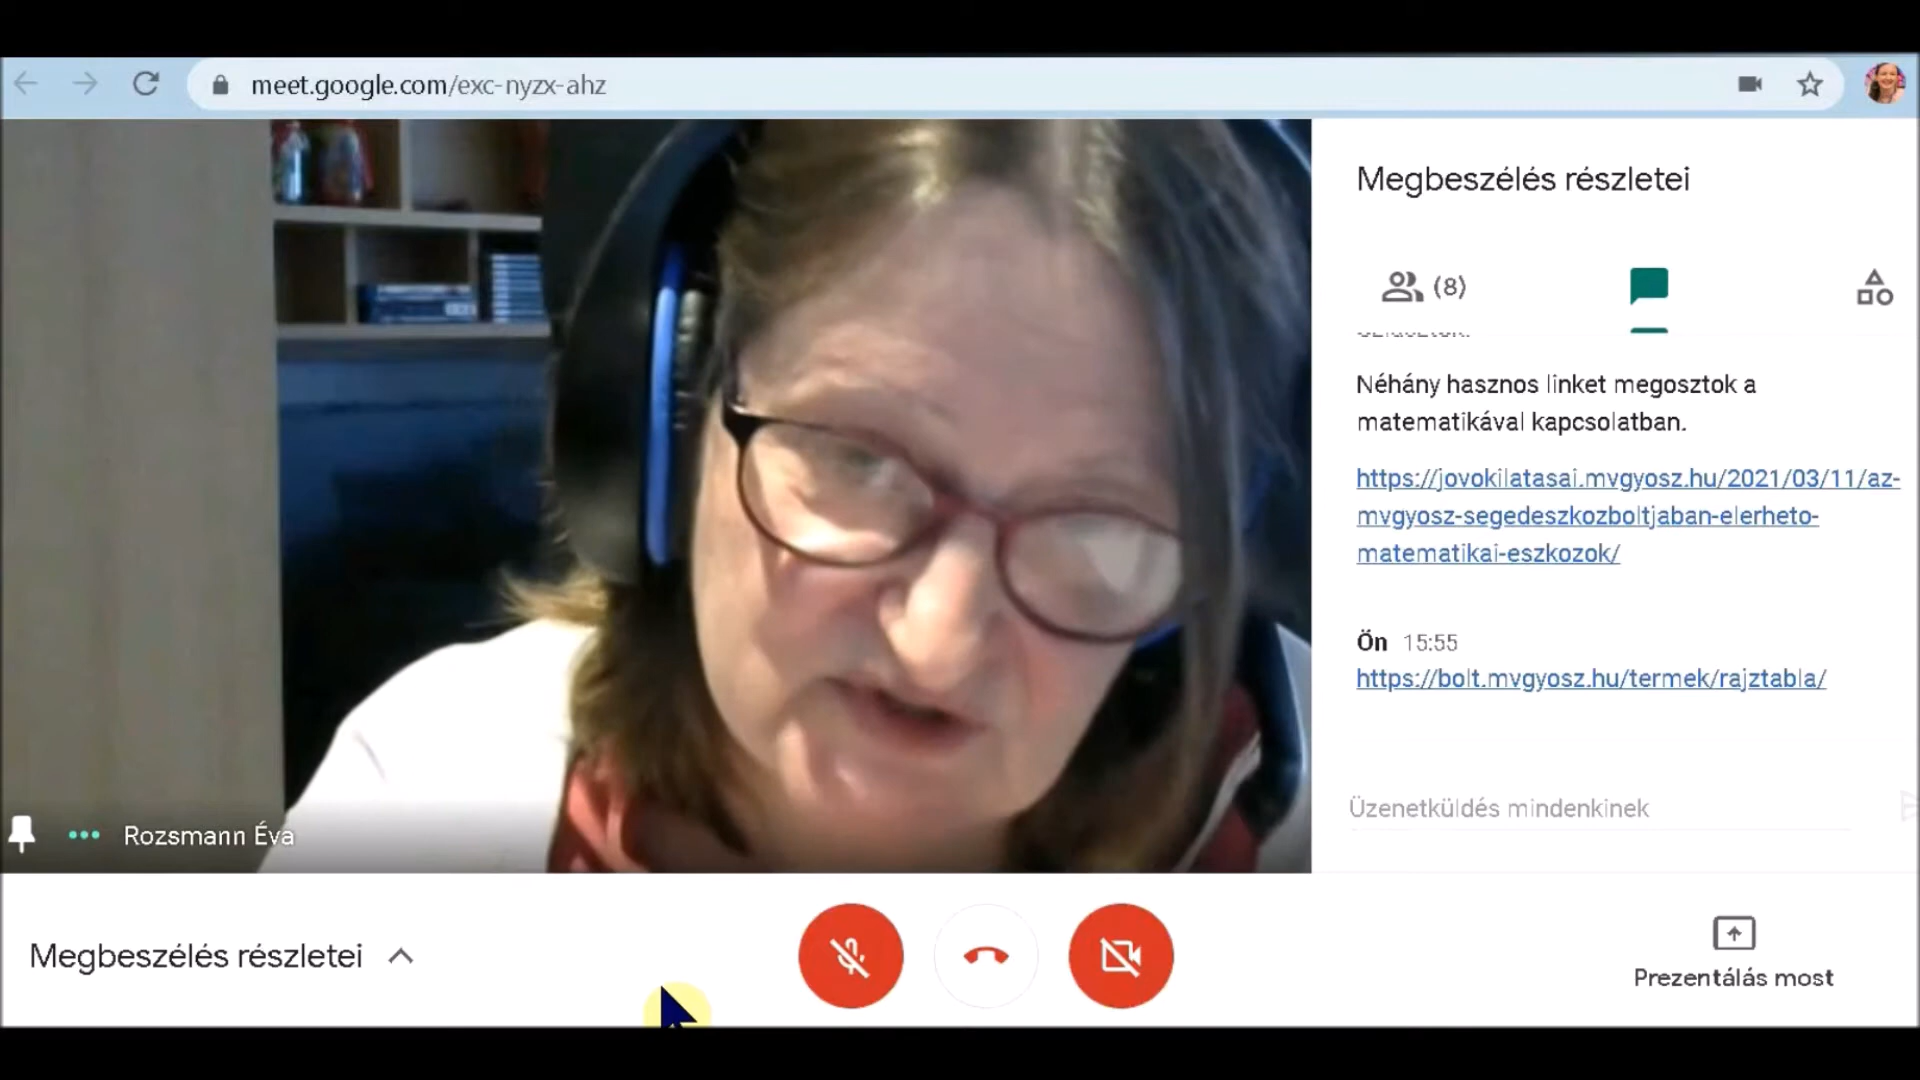 meet.google.com/exc-nyzx-ahz
Megbeszélés részletei
(8)
Néhány hasznos linket megosztok a
matematikával kapcsolatban.
https://jovokilatasai.mvgyosz.hu/2021/03/11/az-
mvgyosz-segedeszkozboltjaban-elerheto-
matematikai-eszkozok/
Ön 15:55
https://bolt.mvgyosz.hu/termek/rajztabla/
Üzenetküldés mindenkinek
Rozsmann Éva
Megbeszélés részletei
Prezentálás most